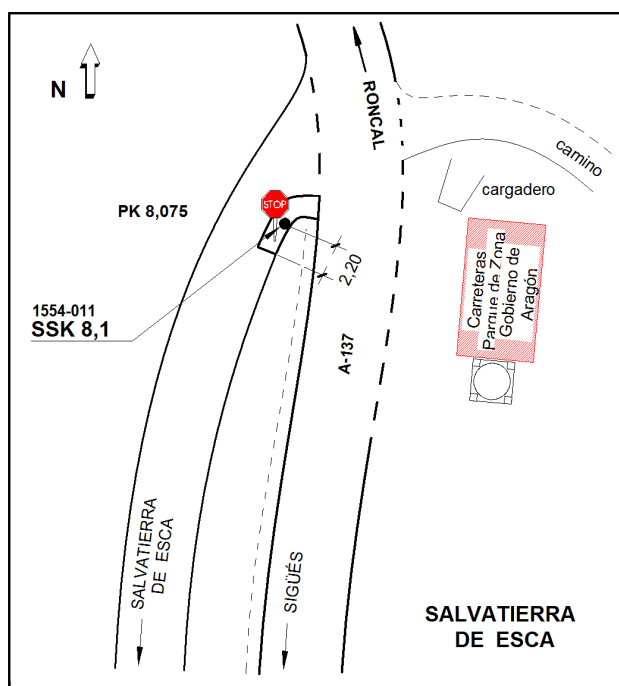 N
RONCAL
camino
cargadero
STOP
PK 8,075
Carreteras
Parque de Zona
Gobierno de
Aragón
2,20
1554-011
SSK 8,1
A-137
SALVATIERRA
DE ESCA
SIGÜÉS
SALVATIERRA
DE ESCA